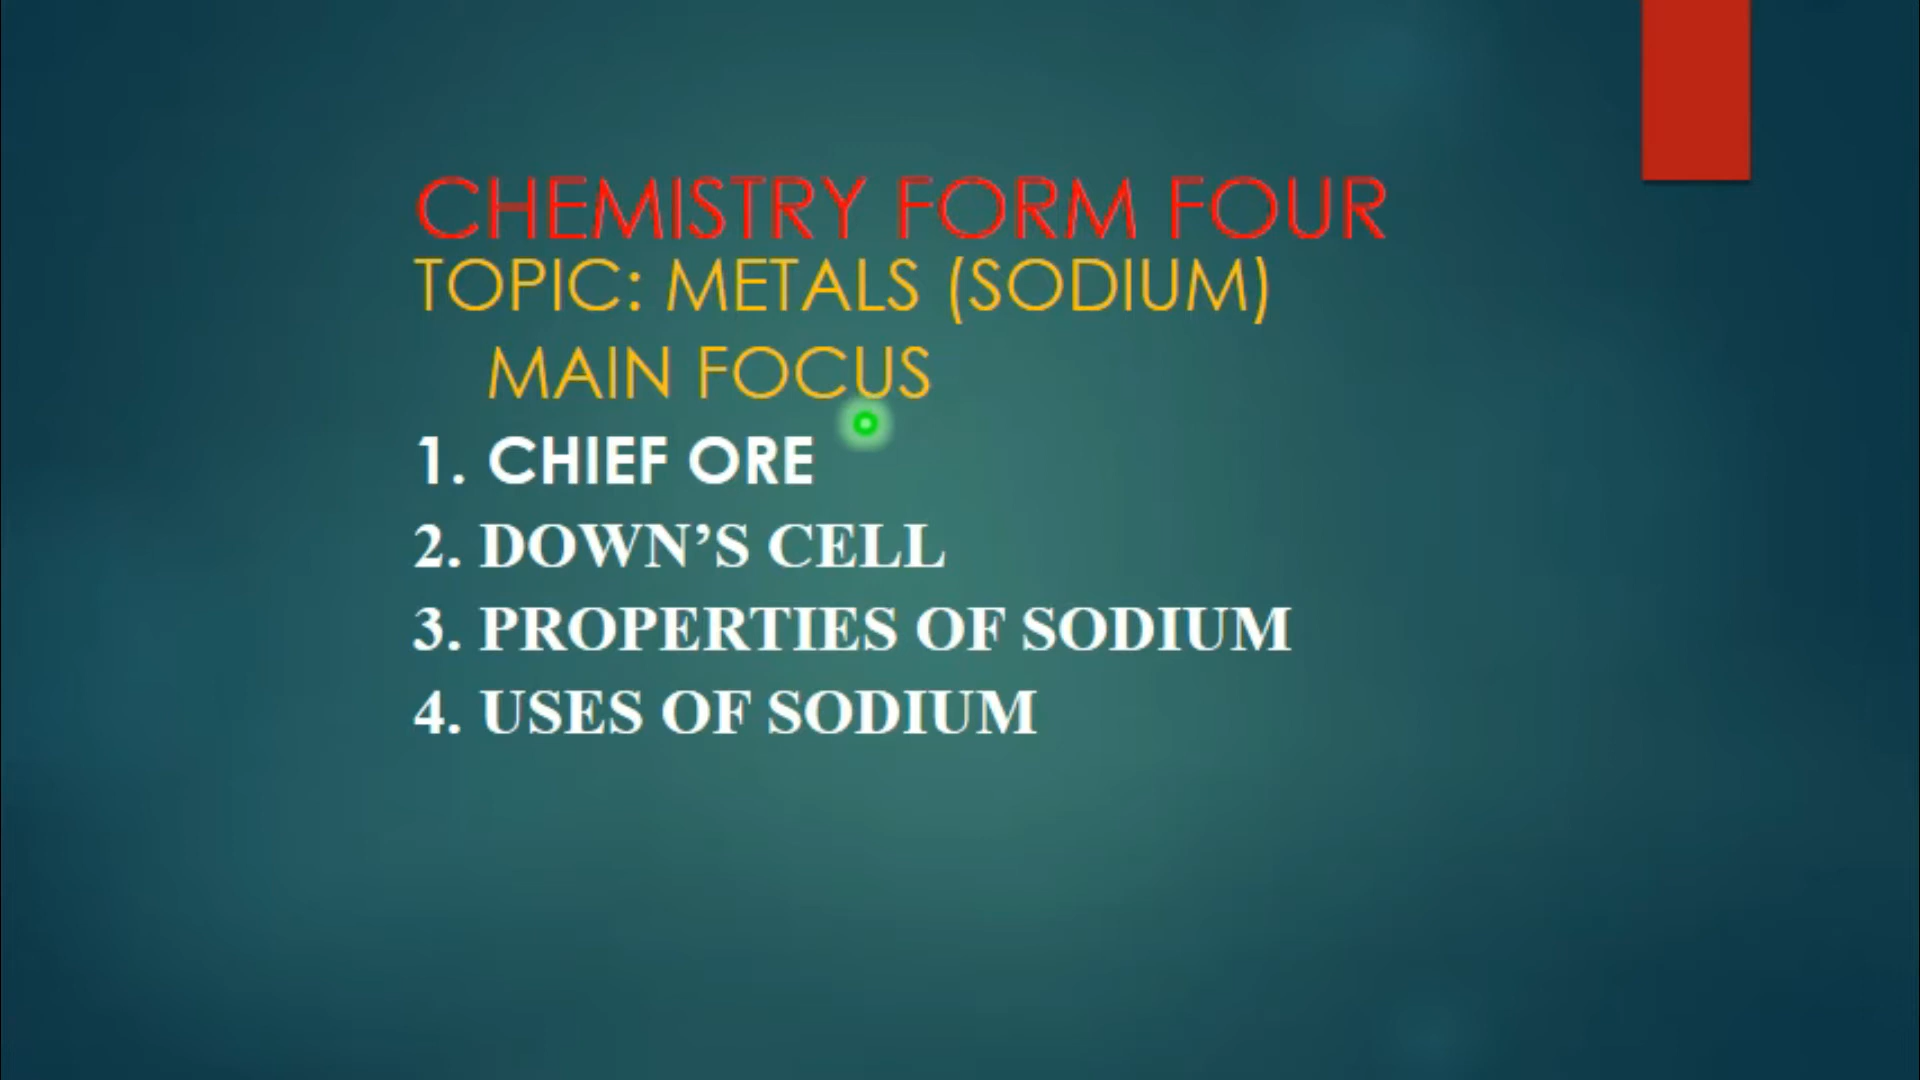 CHEMISTRY FORM FOUR
TOPIC: METALS (SODIUM)
MAIN FOCUS
1. CHIEF ORE
2. DOWN’S CELL
3. PROPERTIES OF SODIUM
4. USES OF SODIUM